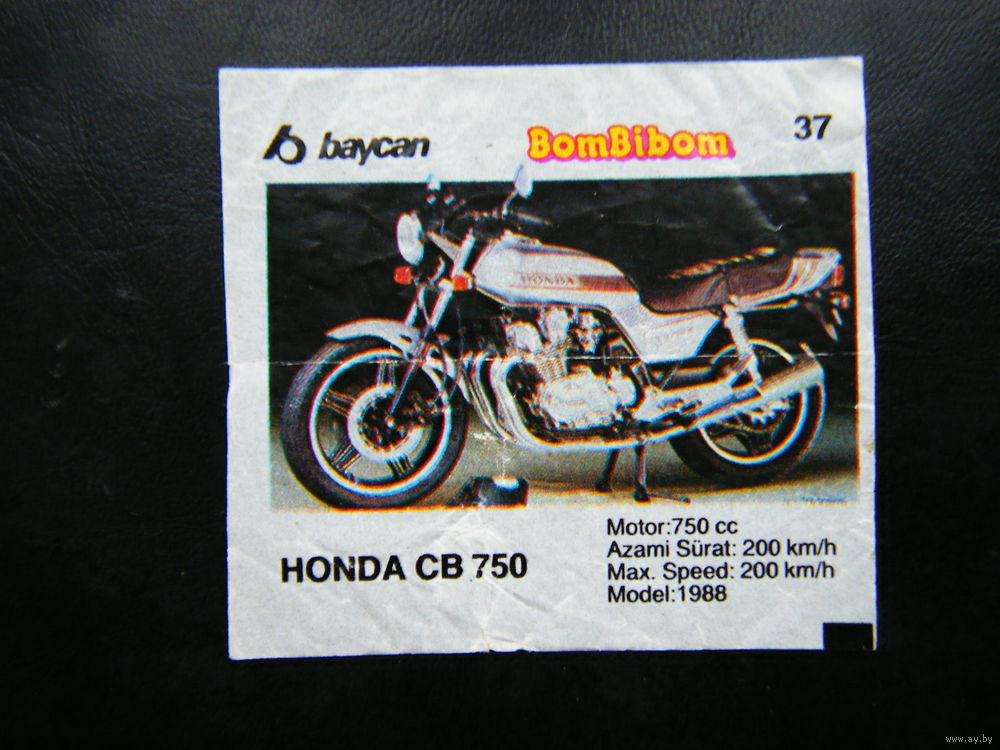 baycan
BomBibom
37
HONDA
HONDA CB 750
Motor:750 cc
Azami Sürat: 200 km/h
Max. Speed: 200 km/h
Model:1988
www.ay.by